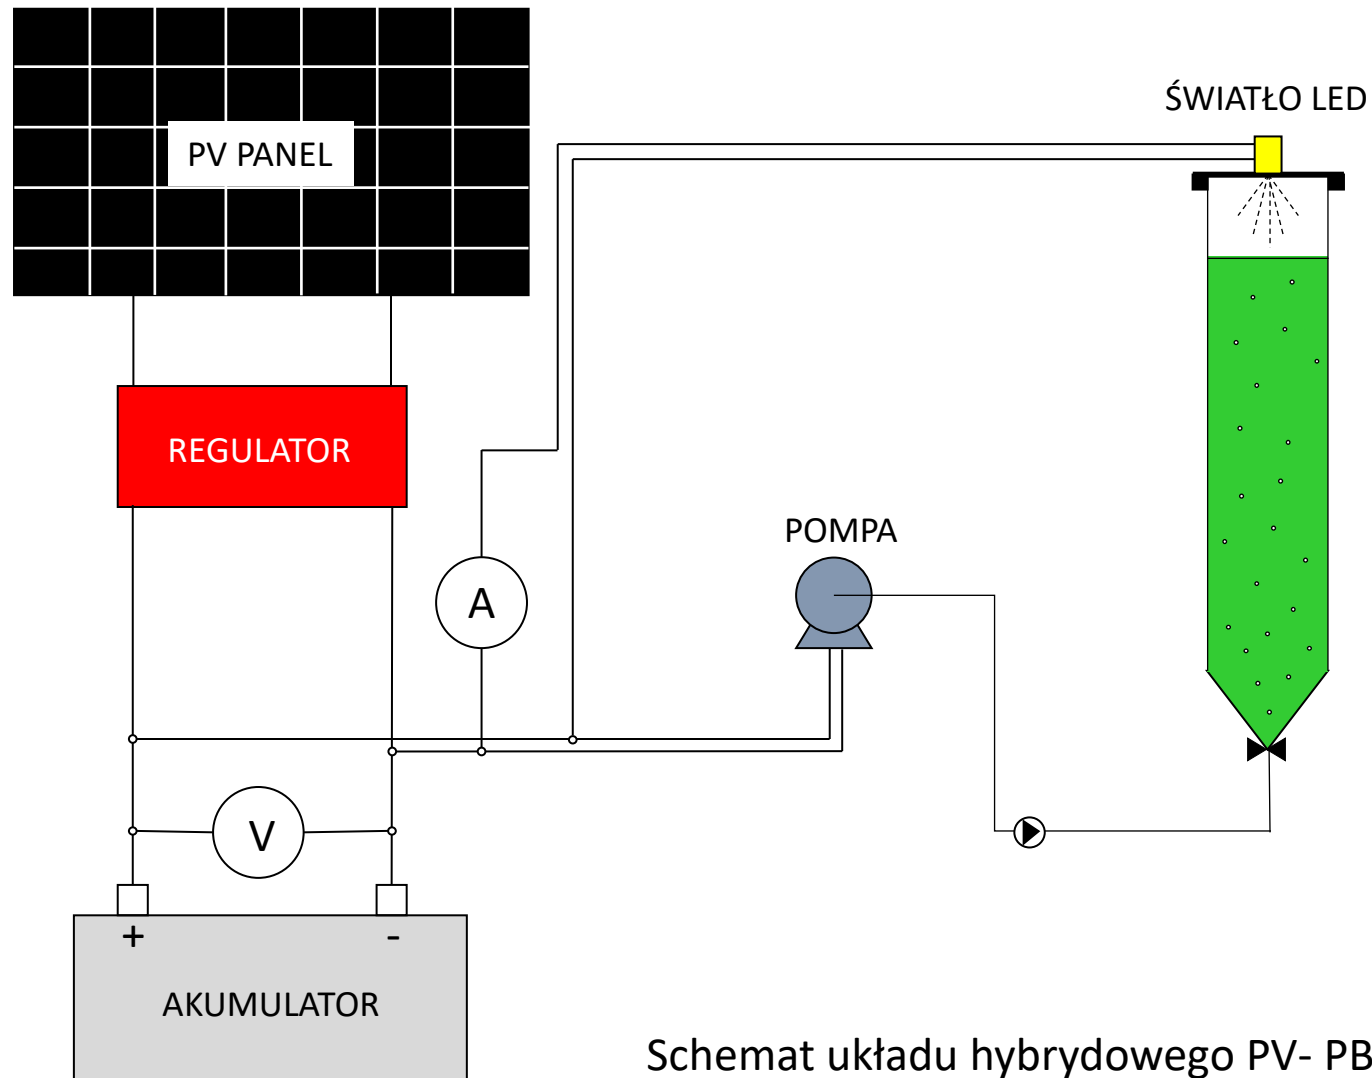 ŚWIATŁO LED
PV PANEL
REGULATOR
POMPA
A
V
+ -
AKUMULATOR
Schemat układu hybrydowego PV- PB